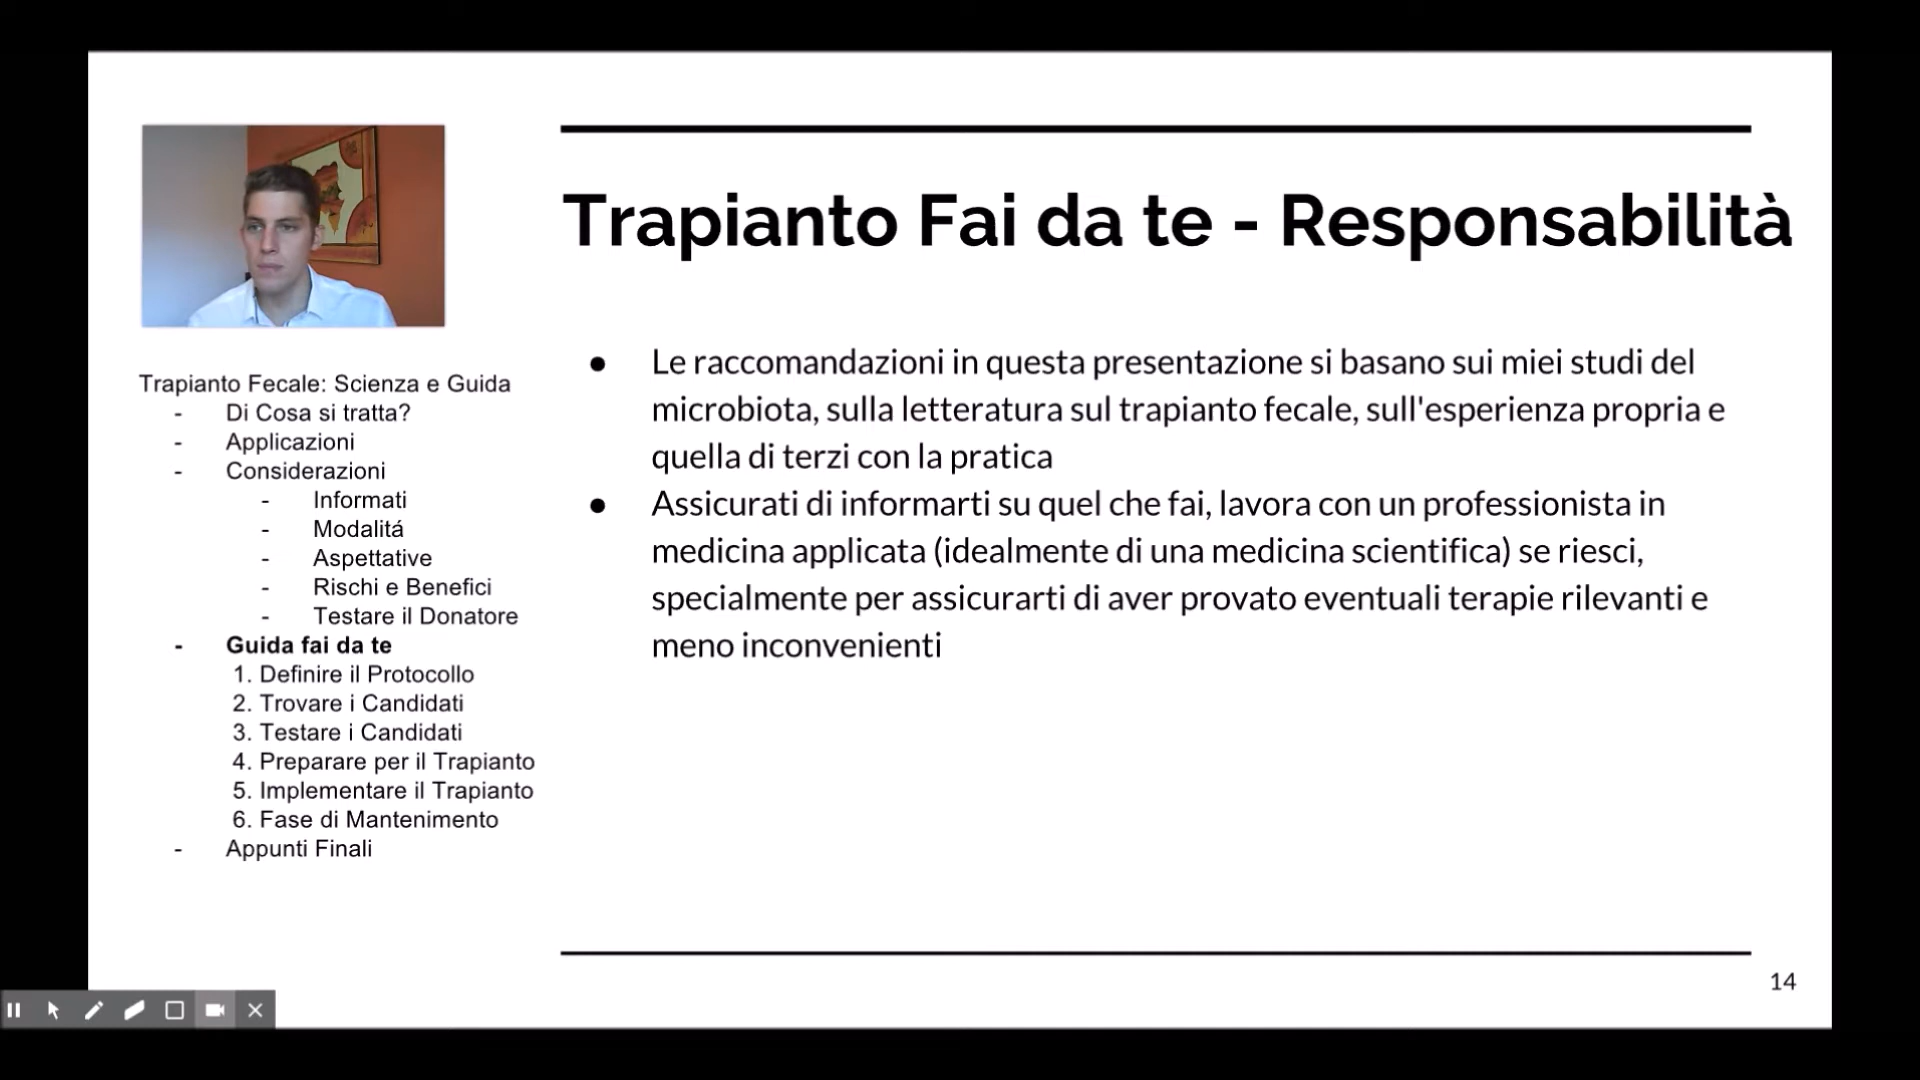 Trapianto Fai da te - Responsabilità
Trapianto Fecale: Scienza e Guida
- Di Cosa si tratta?
- Applicazioni
- Considerazioni
- Informati
- Modalitá
- Aspettative
- Rischi e Benefici
- Testare il Donatore
- Guida fai da te
1. Definire il Protocollo
2. Trovare i Candidati
3. Testare i Candidati
4. Preparare per il Trapianto
5. Implementare il Trapianto
6. Fase di Mantenimento
- Appunti Finali
● Le raccomandazioni in questa presentazione si basano sui miei studi del
microbiota, sulla letteratura sul trapianto fecale, sull'esperienza propria e
quella di terzi con la pratica
● Assicurati di informarti su quel che fai, lavora con un professionista in
medicina applicata (idealmente di una medicina scientifica) se riesci,
specialmente per assicurarti di aver provato eventuali terapie rilevanti e
meno inconvenienti
14